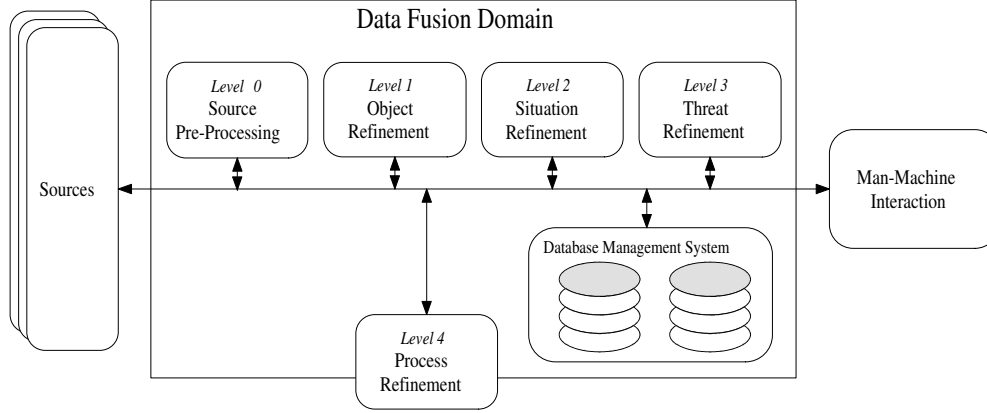 Data Fusion Domain
Sources
Level 0
Source
Pre-Processing
Level 1
Object
Refinement
Level 2
Situation
Refinement
Level 3
Threat
Refinement
Man-Machine
Interaction
Database Management System
Level 4
Process
Refinement